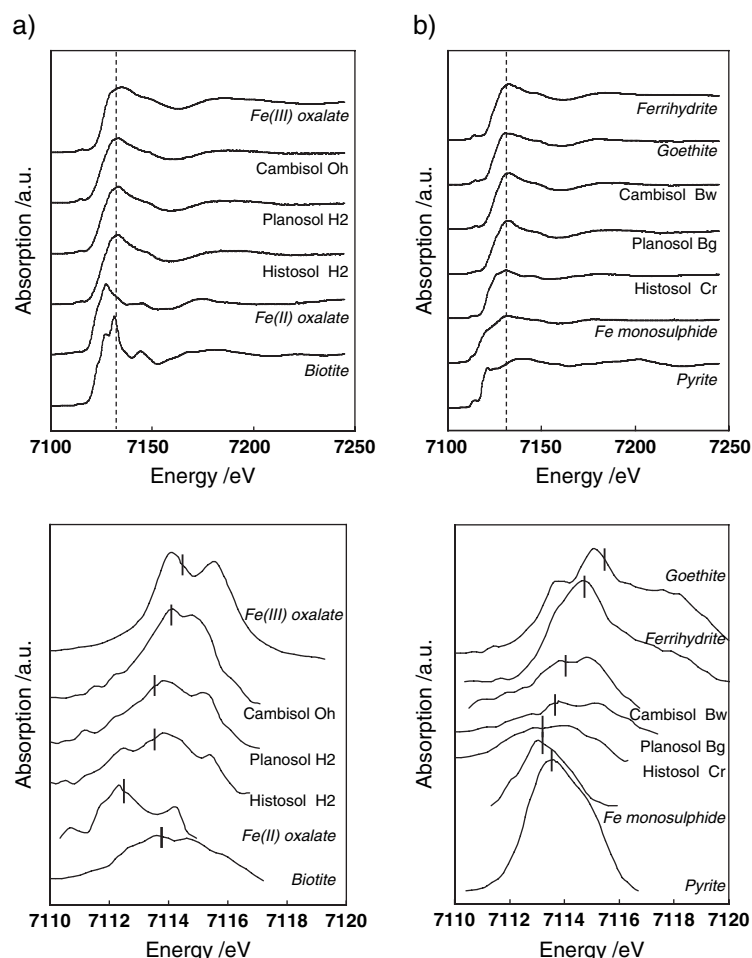 a)
Absorption /a.u.
Fe(III) oxalate
Cambisol Oh
Planosol H2
Histosol H2
Fe(II) oxalate
Biotite
7100 7150 7200 7250
Energy /eV
b)
Absorption /a.u.
Ferrihydrite
Goethite
Cambisol Bw
Planosol Bg
Histosol Cr
Fe monosulphide
Pyrite
7100 7150 7200 7250
Energy /eV
Absorption /a.u.
Fe(III) oxalate
Cambisol Oh
Planosol H2
Histosol H2
Fe(II) oxalate
Biotite
7110 7112 7114 7116 7118 7120
Energy /eV
Absorption /a.u.
Goethite
Ferrihydrite
Cambisol Bw
Planosol Bg
Histosol Cr
Fe monosulphide
Pyrite
7110 7112 7114 7116 7118 7120
Energy /eV